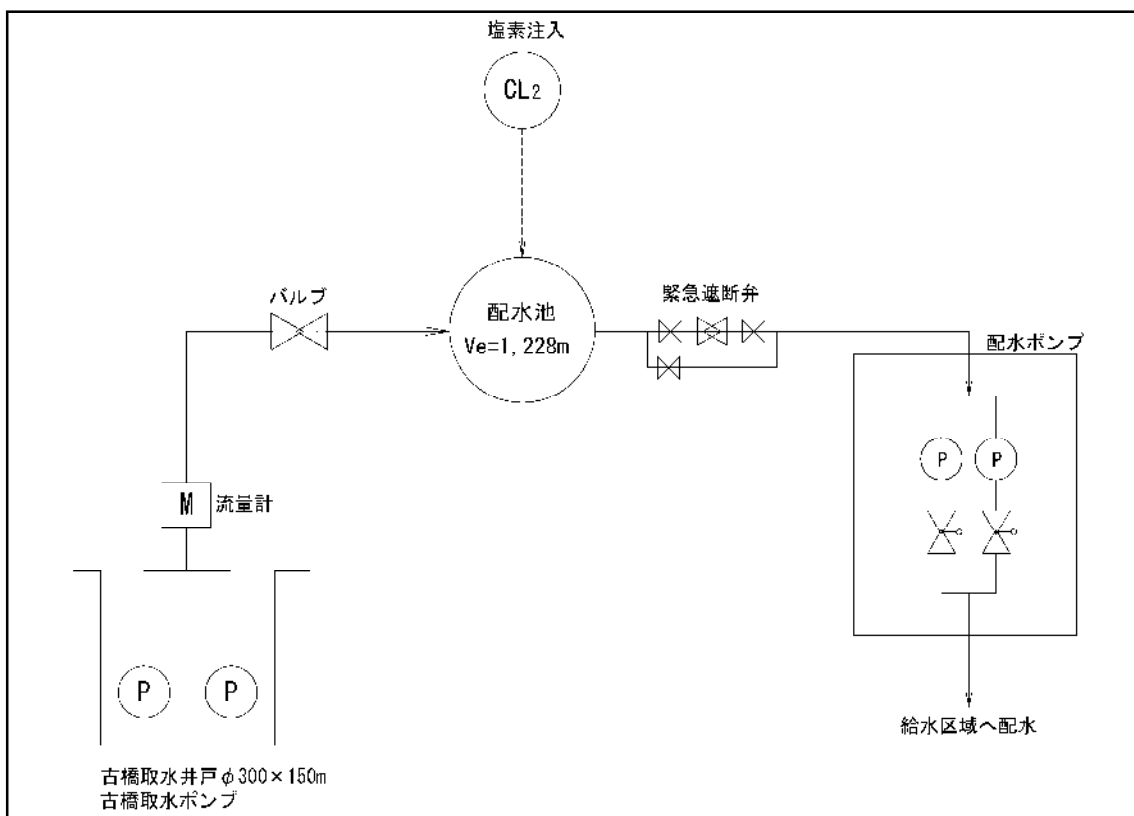 塩素注入
CL2
バルブ
配水池
Ve=1,228m
緊急遮断弁
配水ポンプ
P P
M 流量計
P P
給水区域へ配水
古橋取水井戸φ300×150m
古橋取水ポンプ